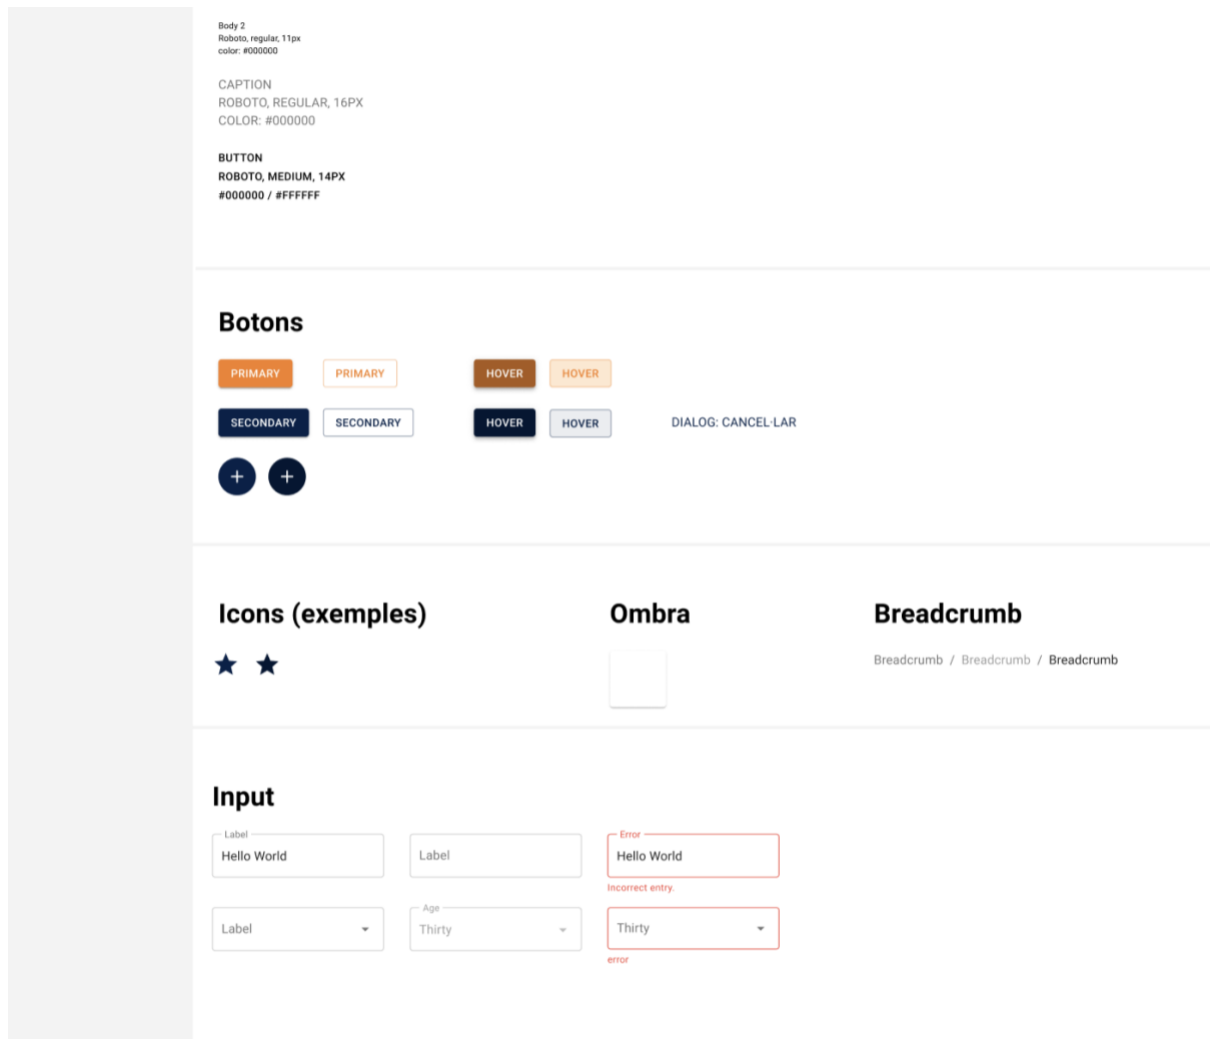 Body 2
Roboto, regular, 11px
color: #000000
CAPTION
ROBOTO, REGULAR, 16PX
COLOR: #000000
BUTTON
ROBOTO, MEDIUM, 14PX
#000000 / #FFFFFF
Botons
PRIMARY PRIMARY HOVER HOVER
SECONDARY SECONDARY HOVER HOVER DIALOG: CANCEL·LAR
Icons (exemples) Ombra Breadcrumb
Breadcrumb / Breadcrumb / Breadcrumb
Input
Label Error
Hello World Label Hello World
Incorrect entry.
Age
Label Thirty Thirty
error